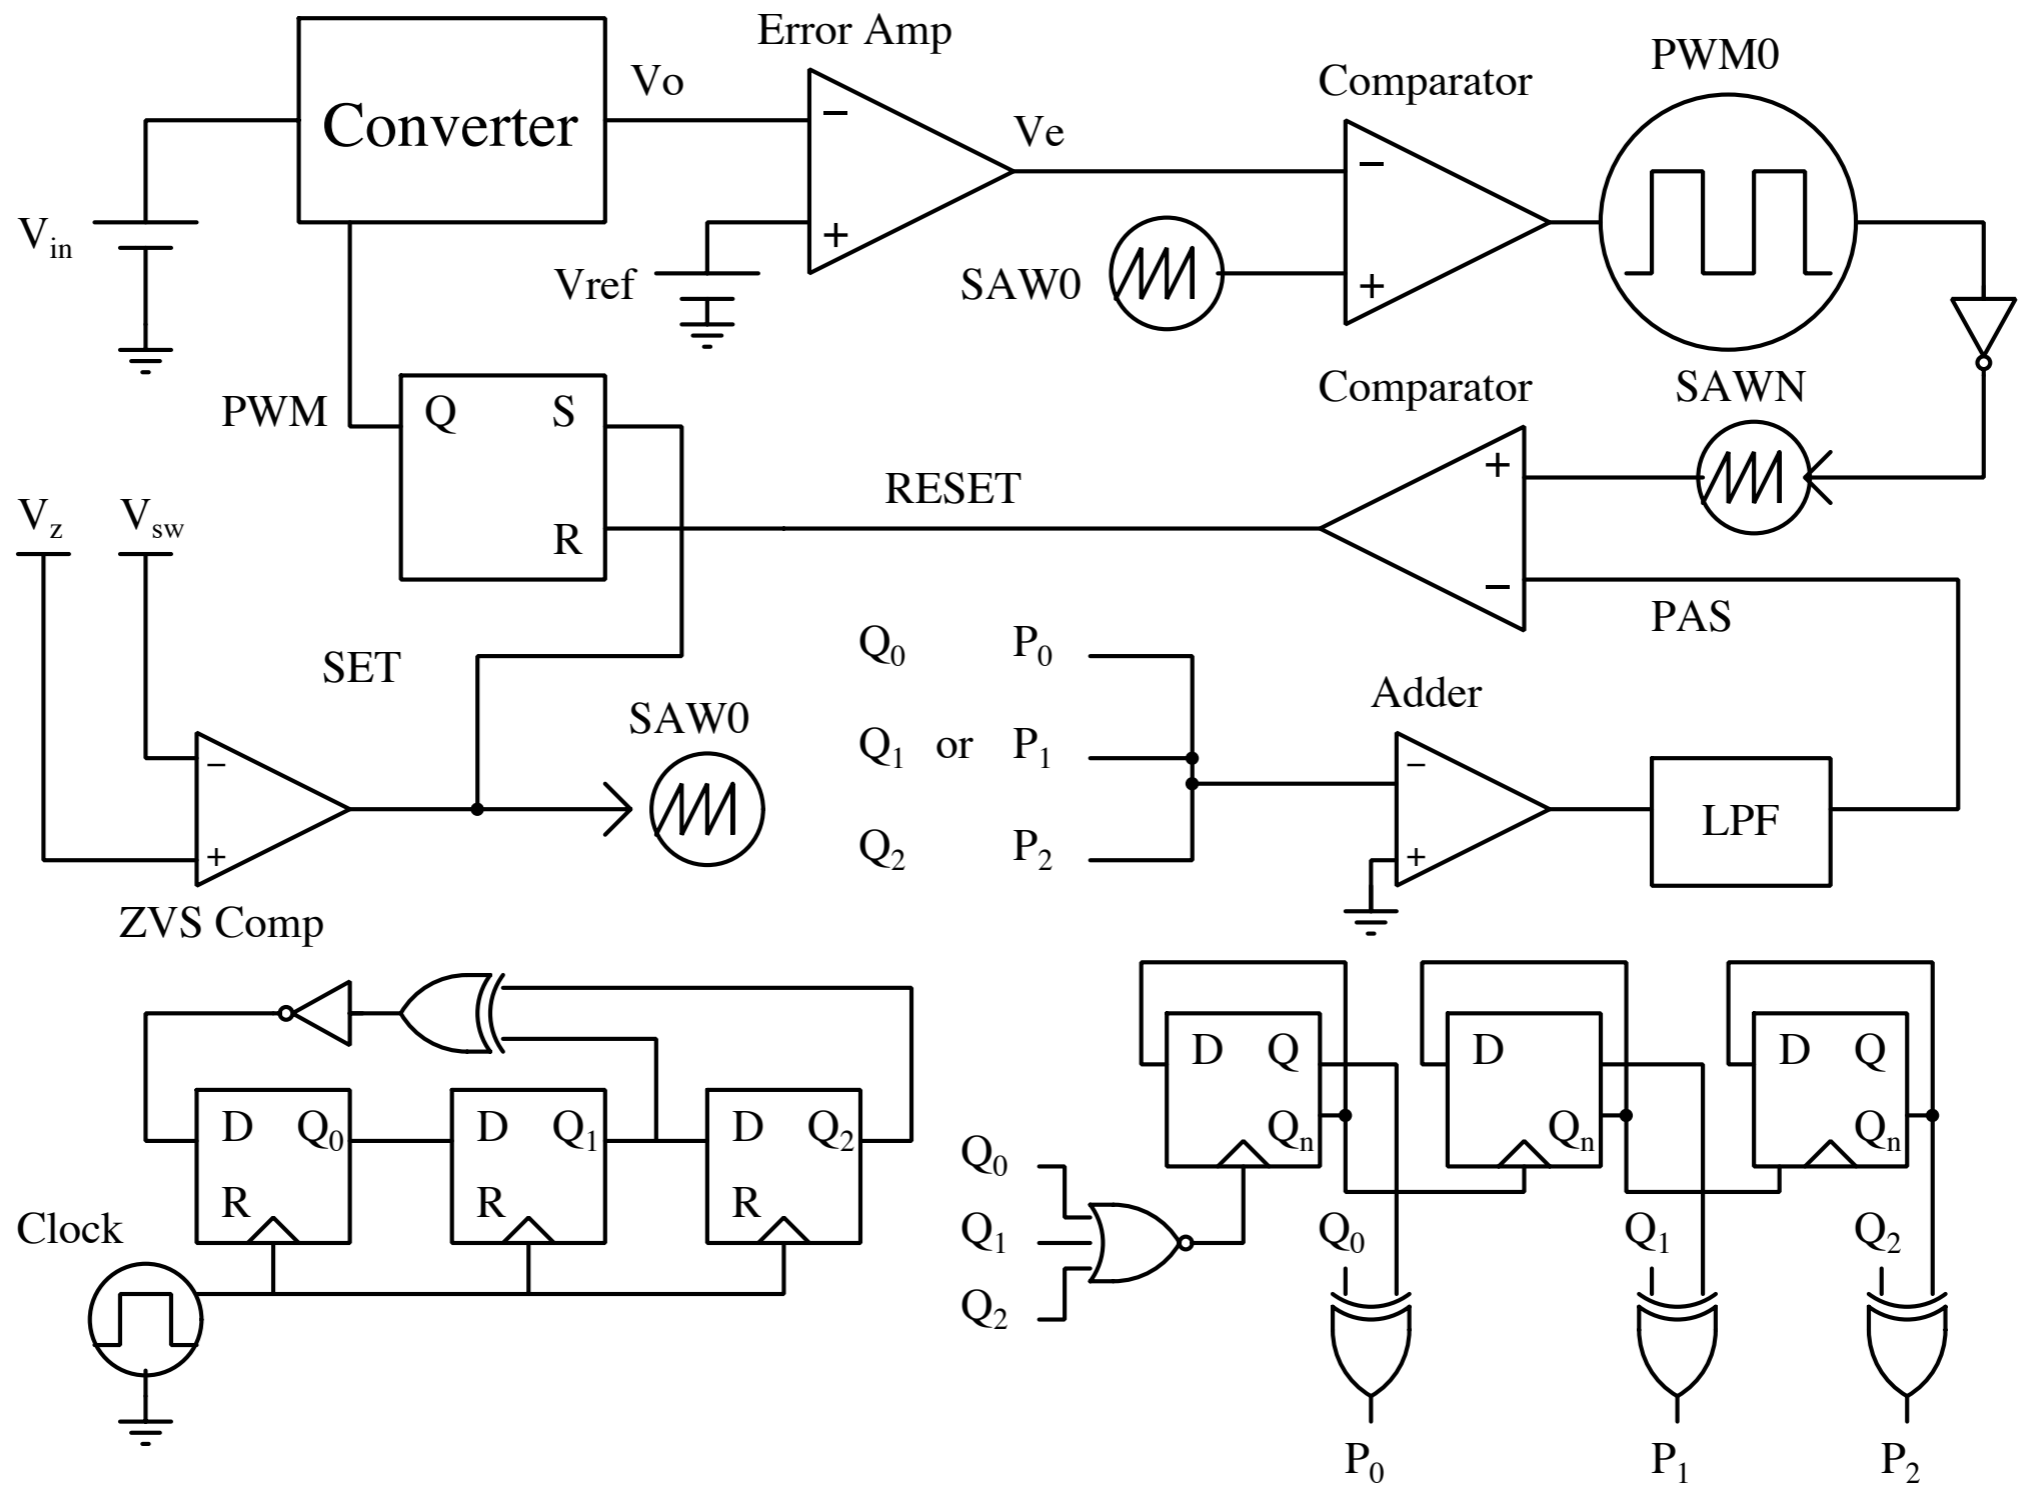 Error Amp
PWM0
Vo
Comparator
Converter
−
Ve
V_in
+
Vref
SAW0
−
+
PWM
Q
S
R
Comparator
SAWN
RESET
+
−
PAS
V_z
V_sw
SET
SAW0
−
+
ZVS Comp
Q_0
P_0
Q_1 or P_1
Q_2
P_2
Adder
−
+
LPF
D
Q_0
R
D
Q_1
R
D
Q_2
R
Clock
D
Q
Q_n
D
Q_n
D
Q
Q_n
Q_0
Q_1
Q_2
Q_0
Q_1
Q_2
P_0
P_1
P_2